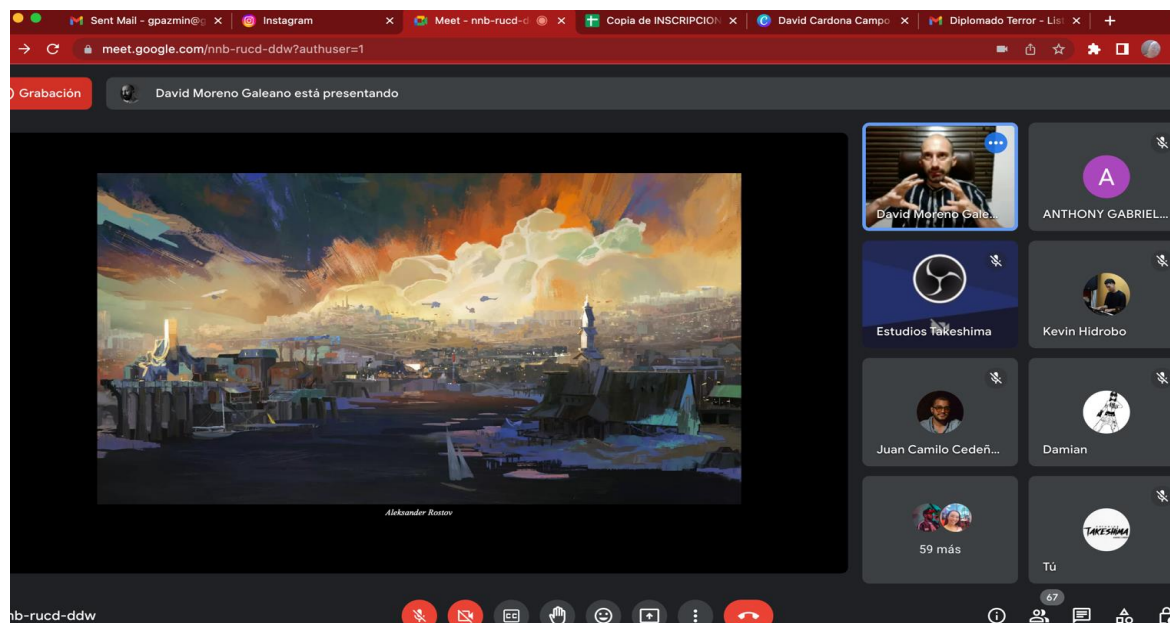 Sent Mail - gpazmin@g
Instagram
Meet - nnb-rucd-d
Copia de INSCRIPCION
David Cardona Campo
Diplomado Terror - List
meet.google.com/nnb-rucd-ddw?authuser=1
Grabación
David Moreno Galeano está presentando
David Moreno Gale...
A
ANTHONY GABRIEL...
Estudios Takeshima
Kevin Hidrobo
Juan Camilo Cedeñ...
Damian
59 más
TAKESHIMA
Tú
Aleksander Rostov
nb-rucd-ddw
CC
67